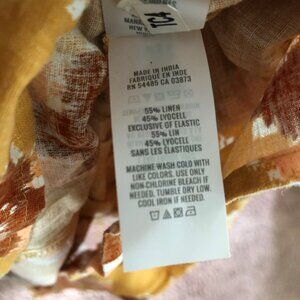 MADE IN INDIA
FABRIQUÉ EN INDE
RN 54485 CA 03873
55% LINEN
45% LYOCELL
EXCLUSIVE OF ELASTIC
55% LIN
45% LYOCELL
SANS LES ÉLASTIQUES
MACHINE WASH COLD WITH
LIKE COLORS. USE ONLY
NON-CHLORINE BLEACH IF
NEEDED. TUMBLE DRY LOW.
COOL IRON IF NEEDED.